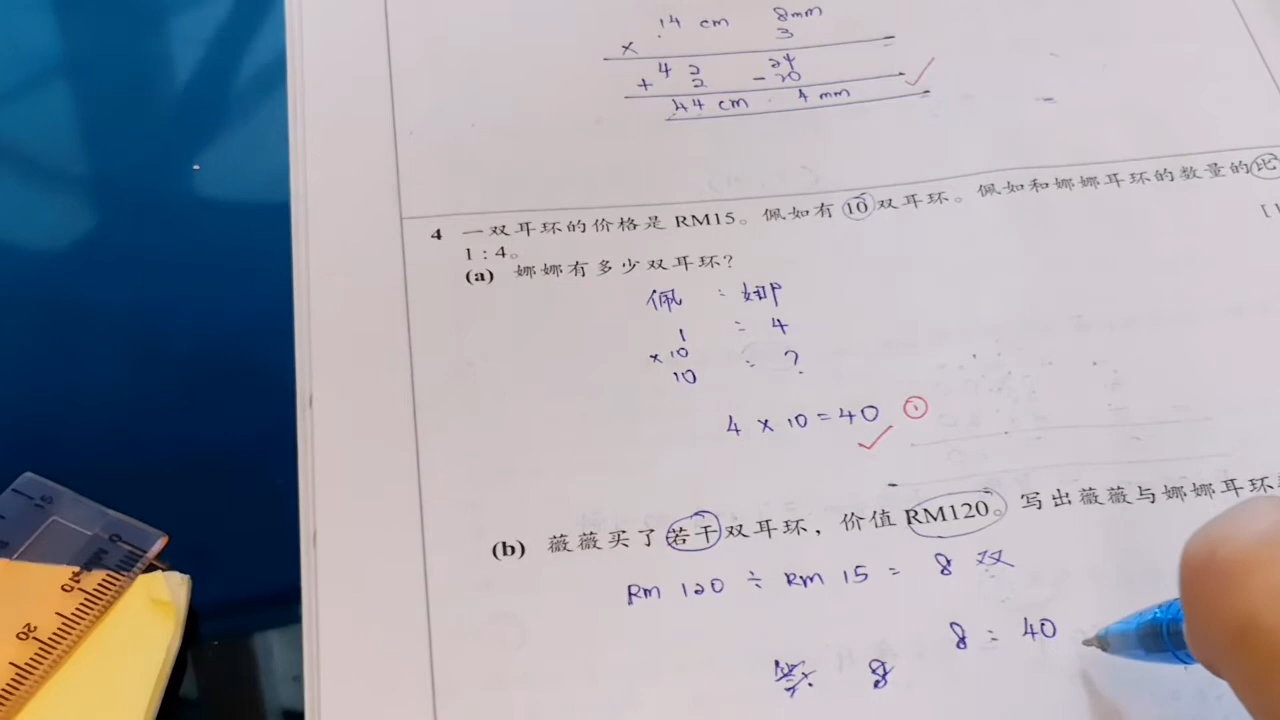 14 cm 8 mm
× 3
42 24
+ 2 - 20
44 cm 4 mm
4 一双耳环的价格是 RM15。佩如有 10 双耳环。佩如和娜娜耳环的数量的比
1 : 4。
[1
(a) 娜娜有多少双耳环?
佩 : 娜
1 : 4
×10
10 : ?
4 × 10 = 40 1
(b) 薇薇买了若干双耳环,价值 RM120。写出薇薇与娜娜耳环
Rm 120 ÷ Rm 15 = 8 双
8 : 40
8